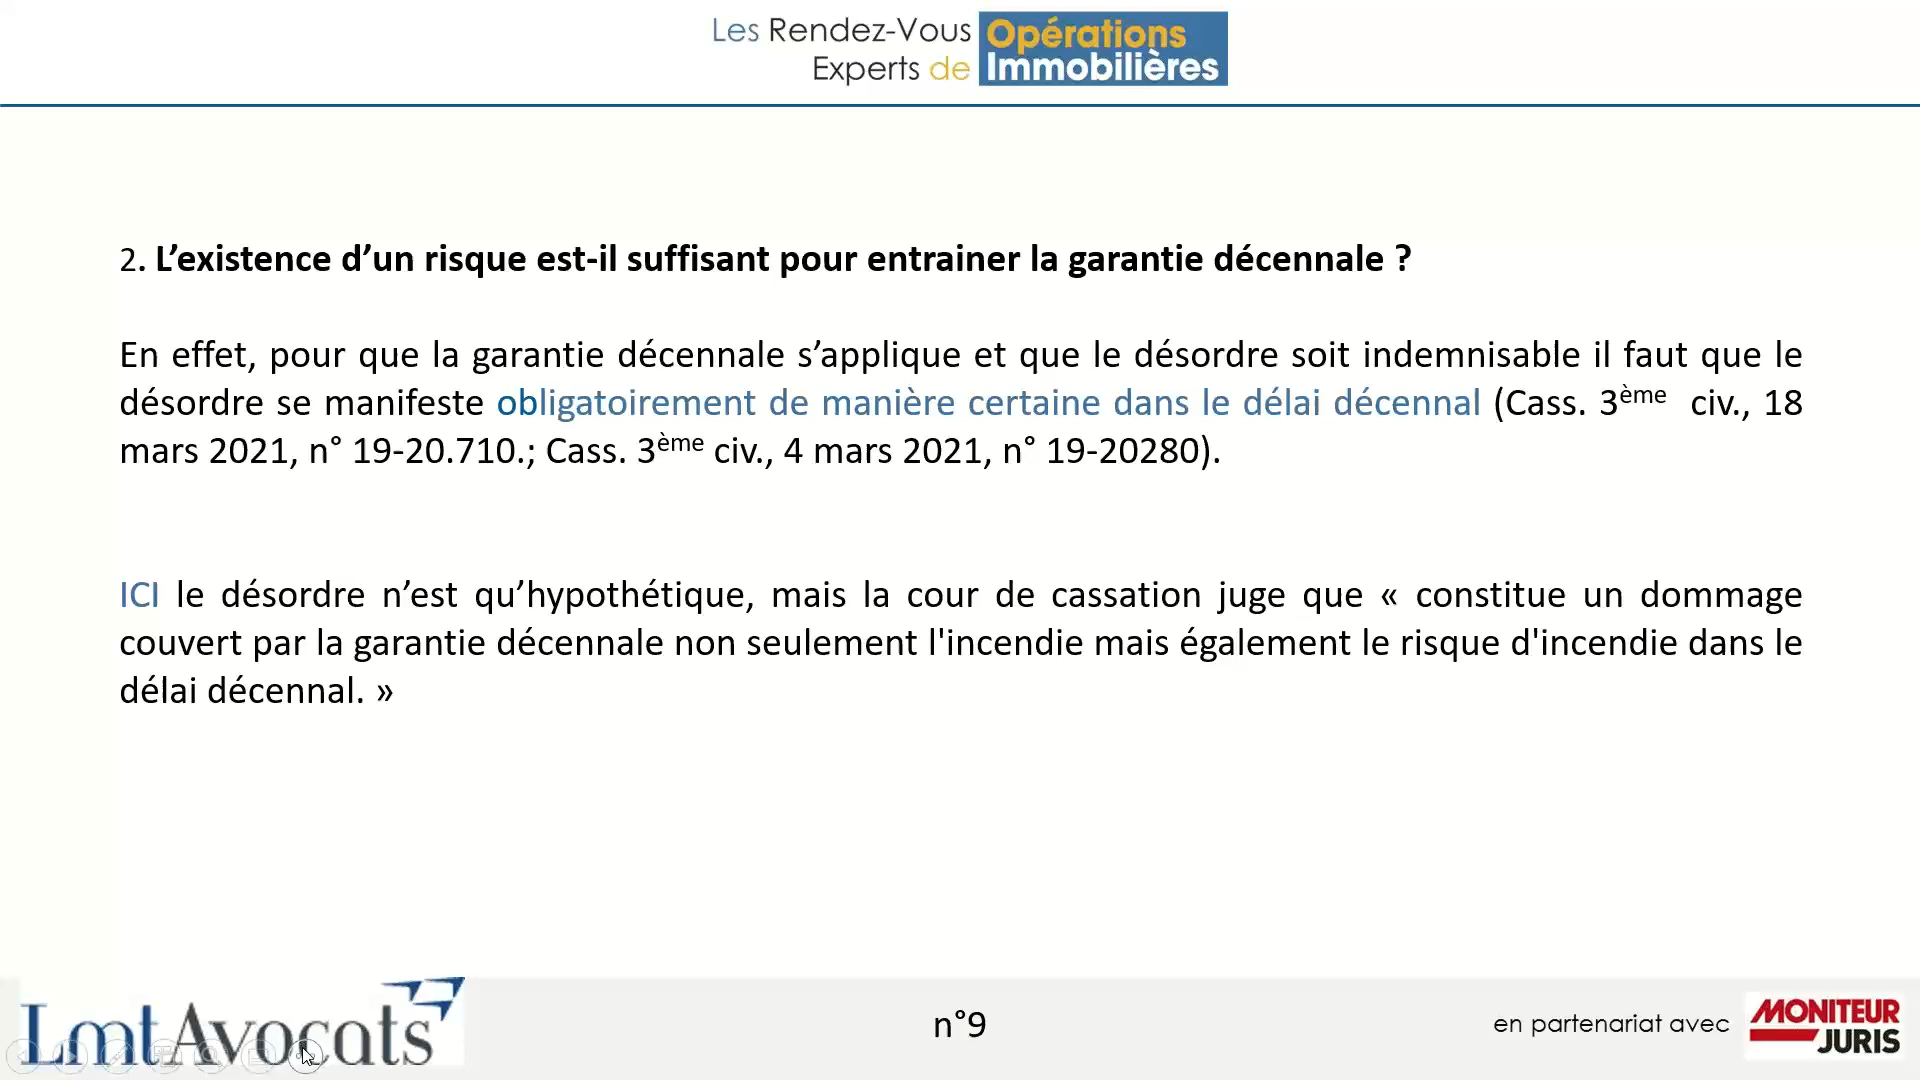 Les Rendez-Vous
Experts de
Opérations
Immobilières
2. L’existence d’un risque est-il suffisant pour entrainer la garantie décennale ?
En effet, pour que la garantie décennale s’applique et que le désordre soit indemnisable il faut que le
désordre se manifeste obligatoirement de manière certaine dans le délai décennal (Cass. 3ème civ., 18
mars 2021, n° 19-20.710.; Cass. 3ème civ., 4 mars 2021, n° 19-20280).
ICI le désordre n’est qu’hypothétique, mais la cour de cassation juge que « constitue un dommage
couvert par la garantie décennale non seulement l'incendie mais également le risque d'incendie dans le
délai décennal. »
Lmt Avocats
n°9
en partenariat avec
MONITEUR
JURIS